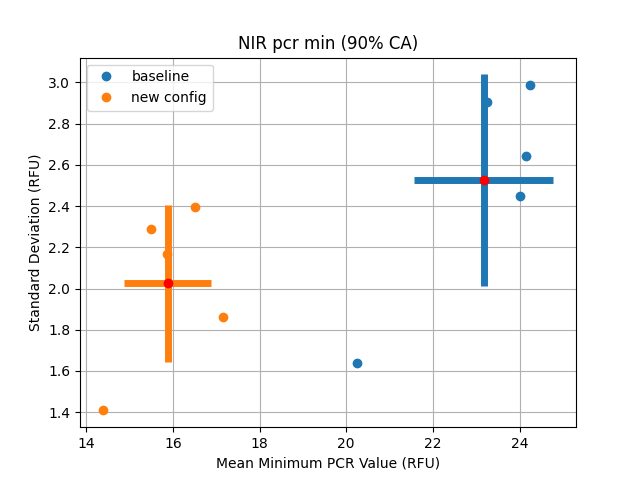 NIR pcr min (90% CA)
baseline
new config
3.0
2.8
2.6
2.4
2.2
2.0
1.8
1.6
1.4
Standard Deviation (RFU)
14 16 18 20 22 24
Mean Minimum PCR Value (RFU)